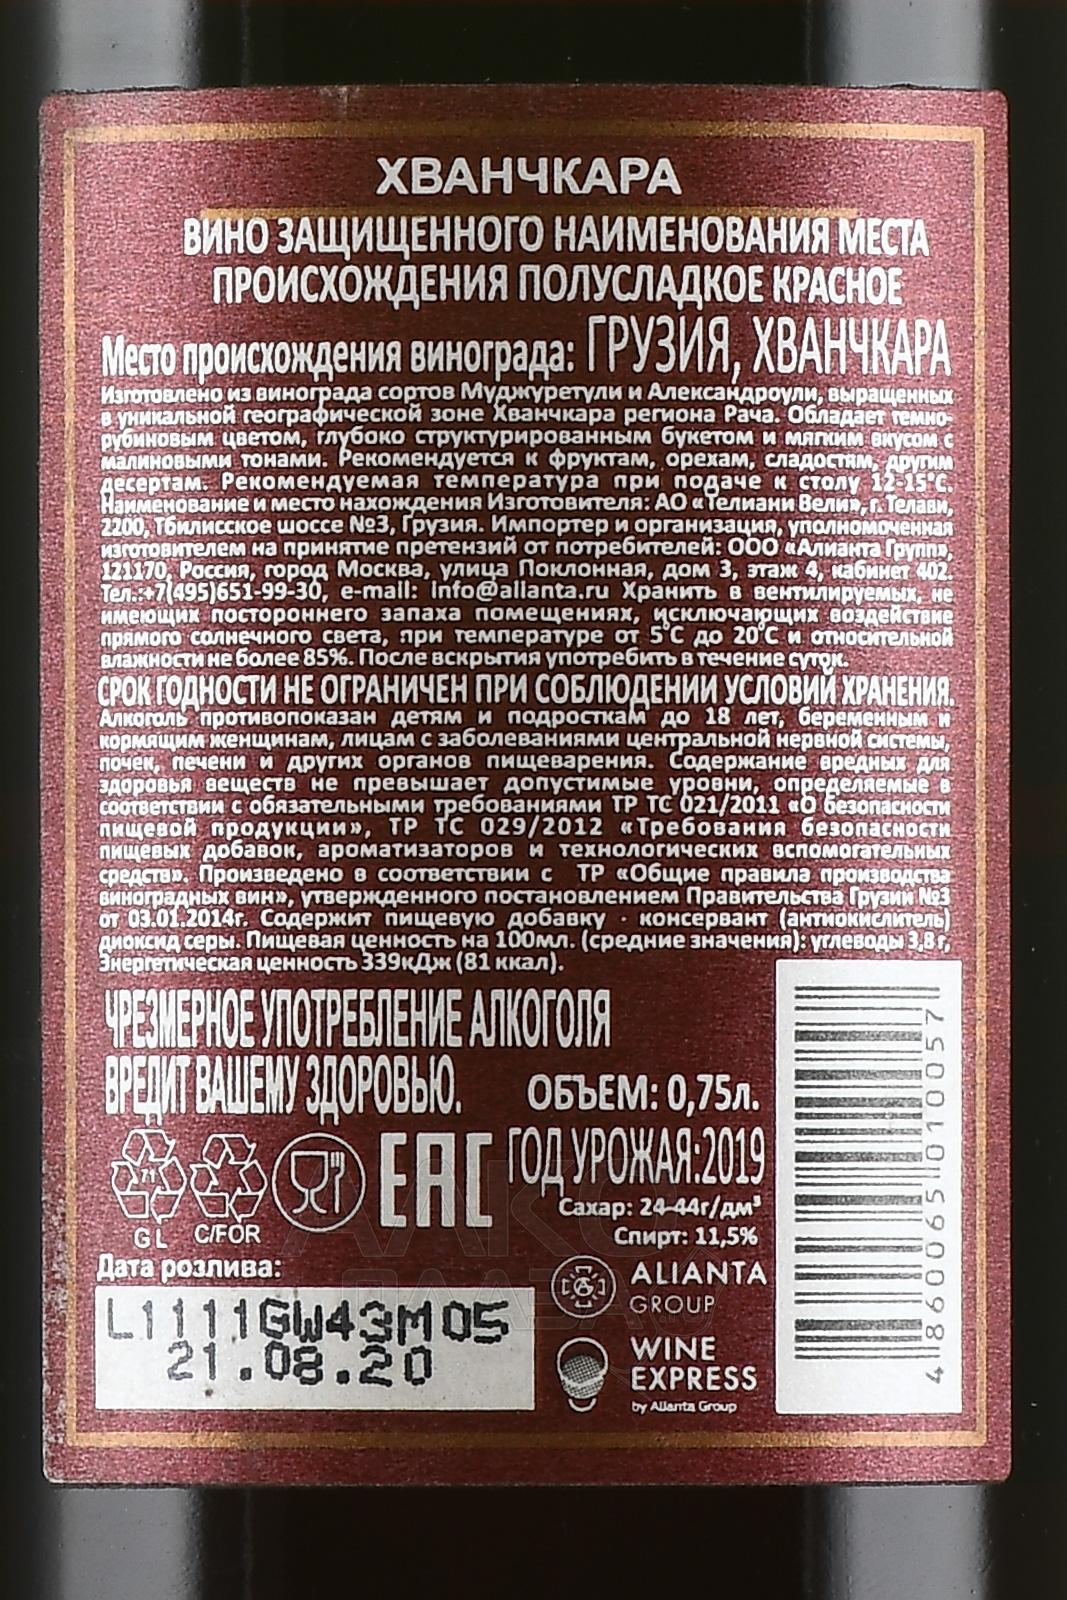 ХВАНЧКАРА
ВИНО ЗАЩИЩЕННОГО НАИМЕНОВАНИЯ МЕСТА
ПРОИСХОЖДЕНИЯ ПОЛУСЛАДКОЕ КРАСНОЕ
Место происхождения винограда: ГРУЗИЯ, ХВАНЧКАРА
Изготовлено из винограда сортов Муджуретули и Александроули, выращенных
в уникальной географической зоне Хванчкара региона Рача. Обладает темно-
рубиновым цветом, глубоко структурированным букетом и мягким вкусом с
малиновыми тонами. Рекомендуется к фруктам, орехам, сладостям, другим
десертам. Рекомендуемая температура при подаче к столу 12-15°С.
Наименование и место нахождения Изготовителя: АО «Телиани Вели», г. Телави,
2200, Тбилисское шоссе №3, Грузия. Импортер и организация, уполномоченная
изготовителем на принятие претензий от потребителей: ООО «Алианта Групп»,
121170, Россия, город Москва, улица Поклонная, дом 3, этаж 4, кабинет 402.
Тел.:+7(495)651-99-30, e-mail: info@alianta.ru Хранить в вентилируемых, не
имеющих постороннего запаха помещениях, исключающих воздействие
прямого солнечного света, при температуре от 5°С до 20°С и относительной
влажности не более 85%. После вскрытия употребить в течение суток.
СРОК ГОДНОСТИ НЕ ОГРАНИЧЕН ПРИ СОБЛЮДЕНИИ УСЛОВИЙ ХРАНЕНИЯ.
Алкоголь противопоказан детям и подросткам до 18 лет, беременным и
кормящим женщинам, лицам с заболеваниями центральной нервной системы,
почек, печени и других органов пищеварения. Содержание вредных для
здоровья веществ не превышает допустимые уровни, определяемые в
соответствии с обязательными требованиями ТР ТС 021/2011 «О безопасности
пищевой продукции», ТР ТС 029/2012 «Требования безопасности
пищевых добавок, ароматизаторов и технологических вспомогательных
средств». Произведено в соответствии с ТР «Общие правила производства
виноградных вин», утвержденного постановлением Правительства Грузии №3
от 03.01.2014г. Содержит пищевую добавку - консервант (антиокислитель)
диоксид серы. Пищевая ценность на 100мл. (средние значения): углеводы 3,8 г,
Энергетическая ценность 339кДж (81 ккал).
ЧРЕЗМЕРНОЕ УПОТРЕБЛЕНИЕ АЛКОГОЛЯ
ВРЕДИТ ВАШЕМУ ЗДОРОВЬЮ.
ОБЪЕМ: 0,75л.
ГОД УРОЖАЯ:2019
Сахар: 24-44г/дм³
Спирт: 11,5%
71
GL
C/FOR
EAC
Дата розлива:
L1111GW43M05
21.08.20
ALIANTA
GROUP
WINE
EXPRESS
by Alianta Group
4860065010057
АЛКО
ПЛАЗА.ru